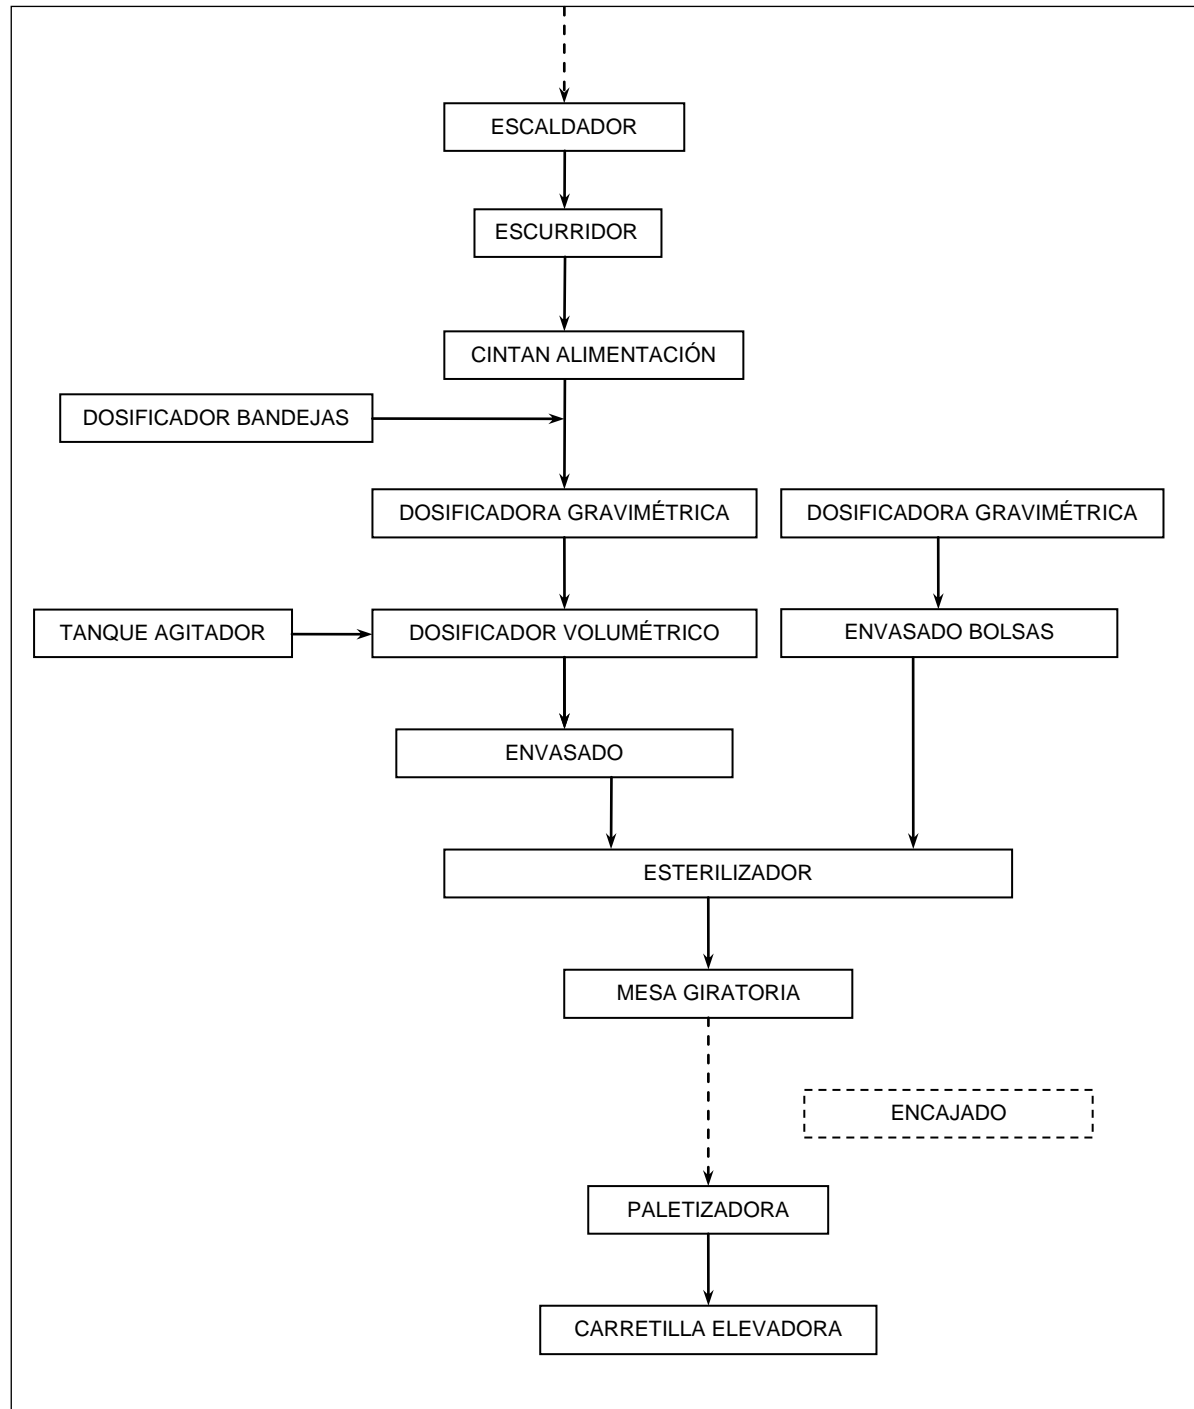 ESCALDADOR
ESCURRIDOR
CINTAN ALIMENTACIÓN
DOSIFICADOR BANDEJAS
DOSIFICADORA GRAVIMÉTRICA
DOSIFICADORA GRAVIMÉTRICA
TANQUE AGITADOR
DOSIFICADOR VOLUMÉTRICO
ENVASADO BOLSAS
ENVASADO
ESTERILIZADOR
MESA GIRATORIA
ENCAJADO
PALETIZADORA
CARRETILLA ELEVADORA